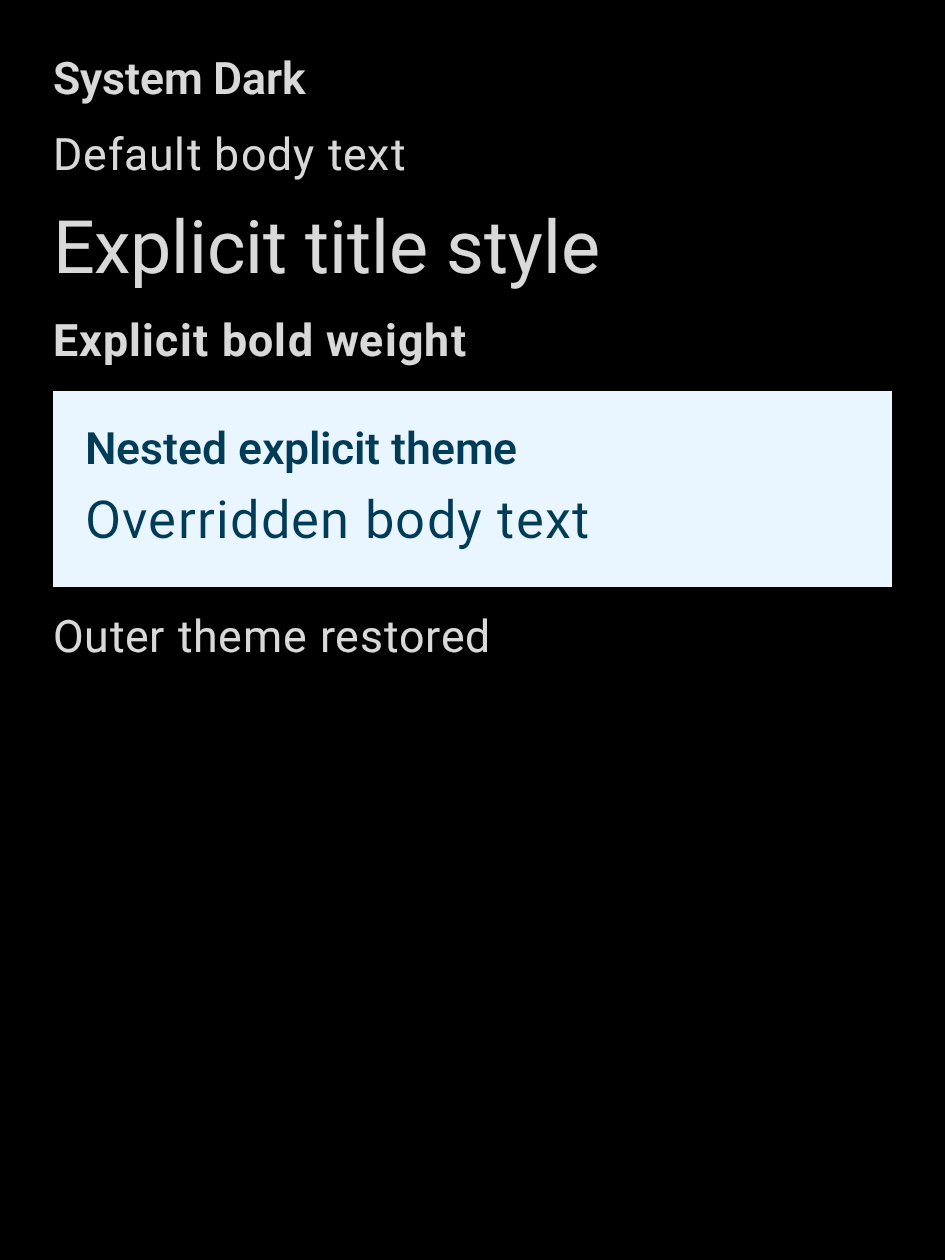 System Dark
Default body text
Explicit title style
Explicit bold weight
Nested explicit theme
Overridden body text
Outer theme restored